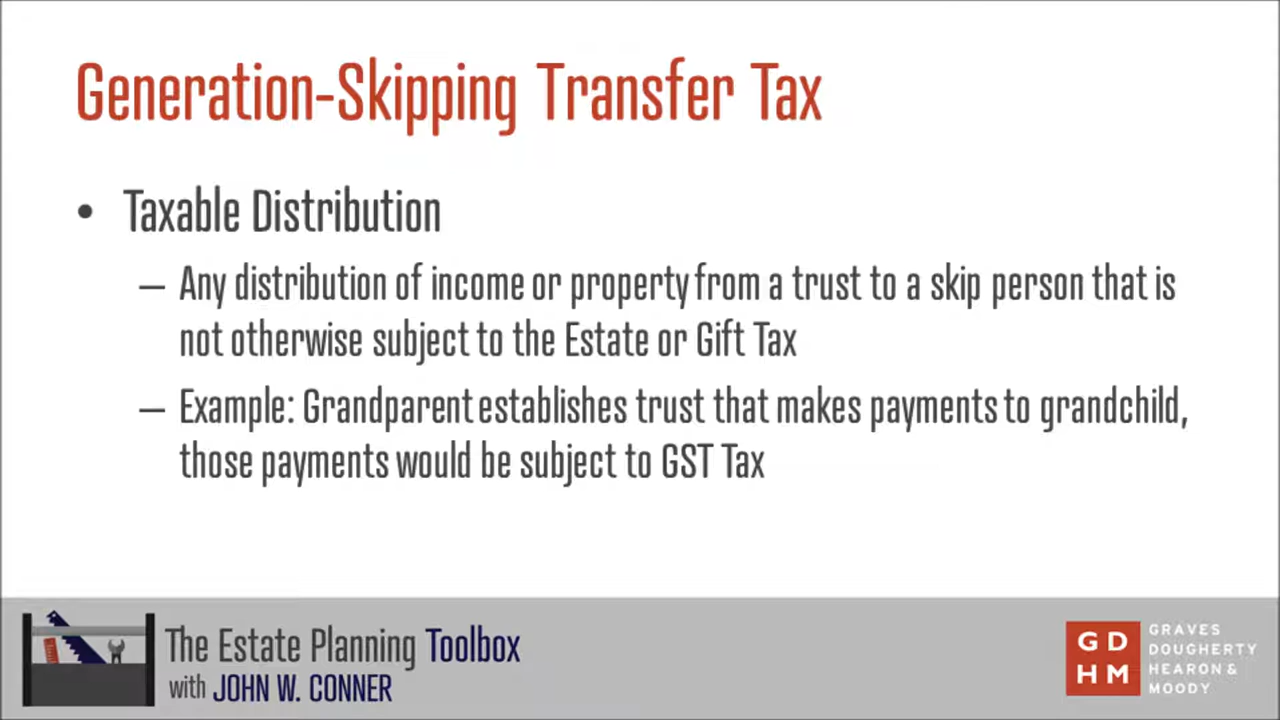 Generation-Skipping Transfer Tax
• Taxable Distribution
– Any distribution of income or property from a trust to a skip person that is
not otherwise subject to the Estate or Gift Tax
– Example: Grandparent establishes trust that makes payments to grandchild,
those payments would be subject to GST Tax
The Estate Planning Toolbox
with JOHN W. CONNER
GD
HM
GRAVES
DOUGHERTY
HEARON &
MOODY